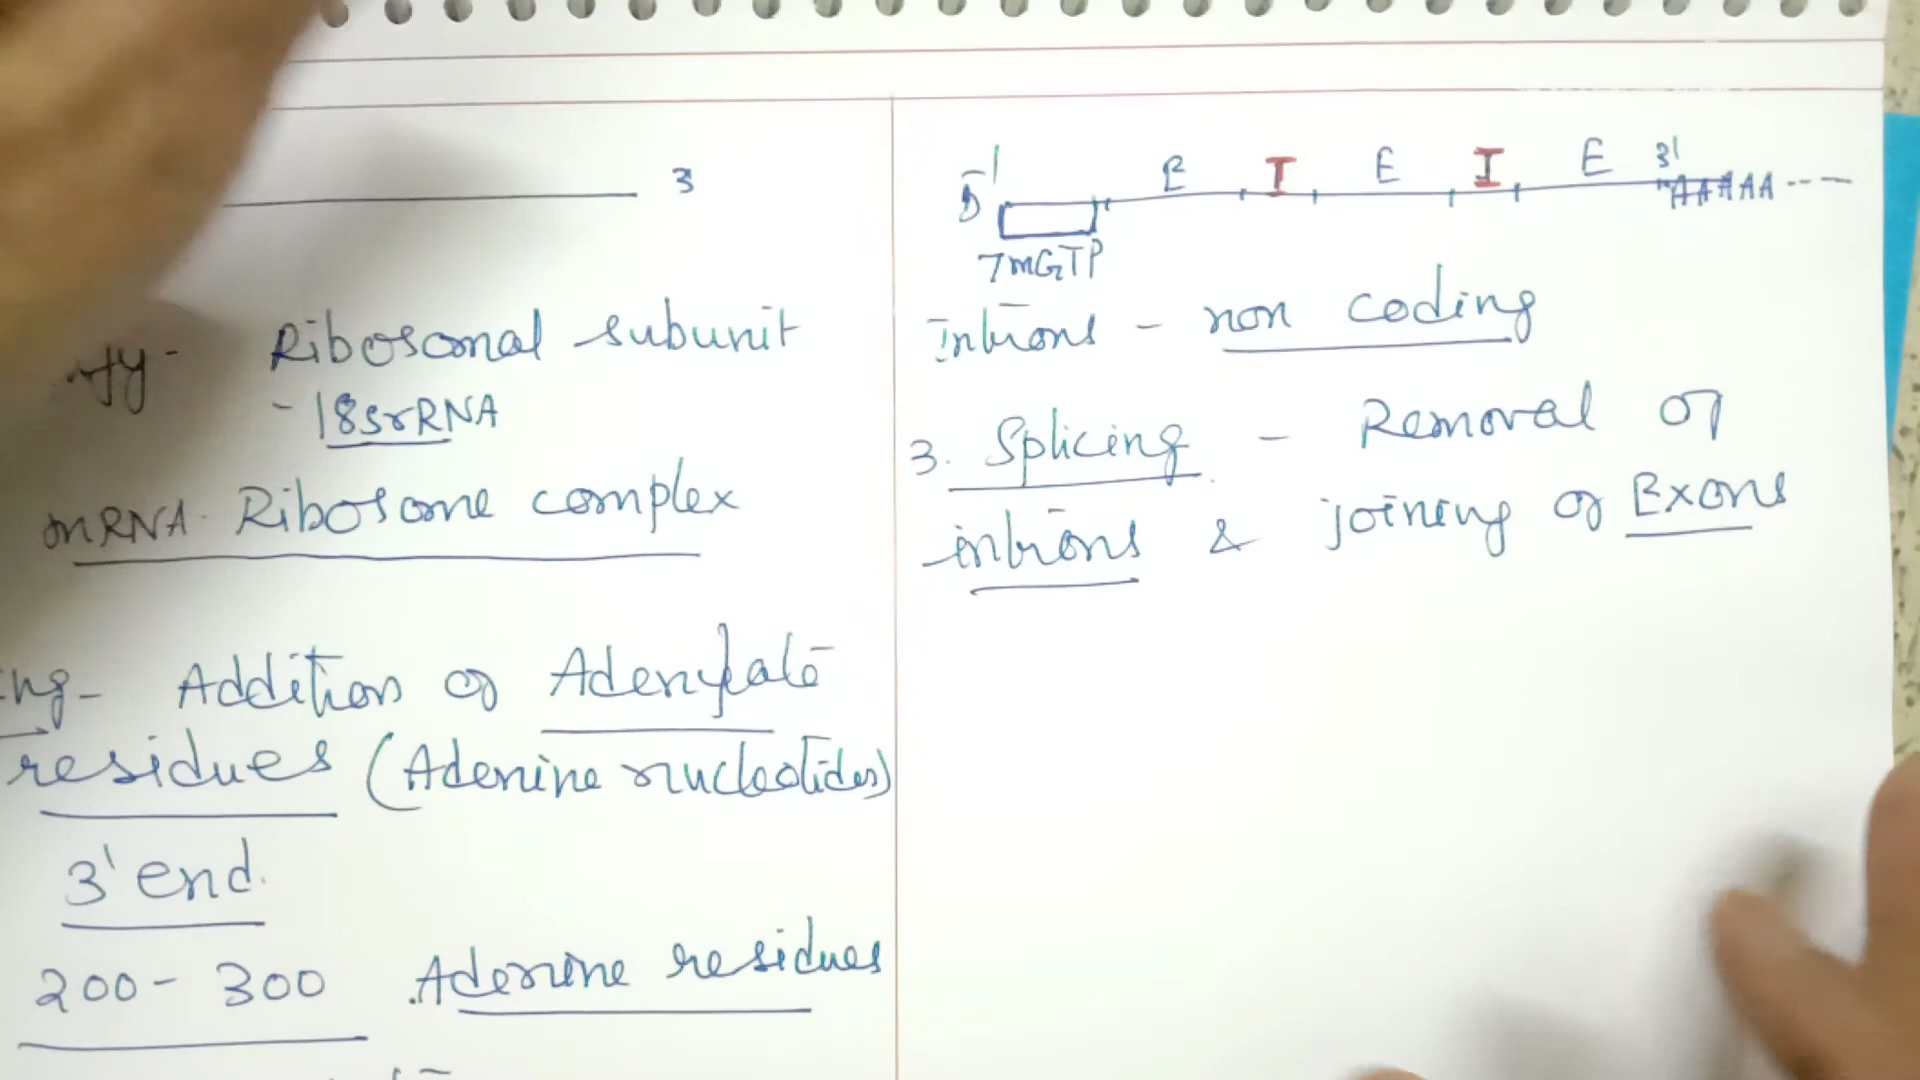 3
Ribosomal subunit
- 18SrRNA
mRNA. Ribosome complex
ng- Addition of Adenylate
residues (Adenine nucleotides)
3' end.
200 - 300 Adenine residues
5' E I E I E 3'
AAAAA ----
7mGTP
introns - non coding
3. Splicing - Removal of
introns & joining of Exons